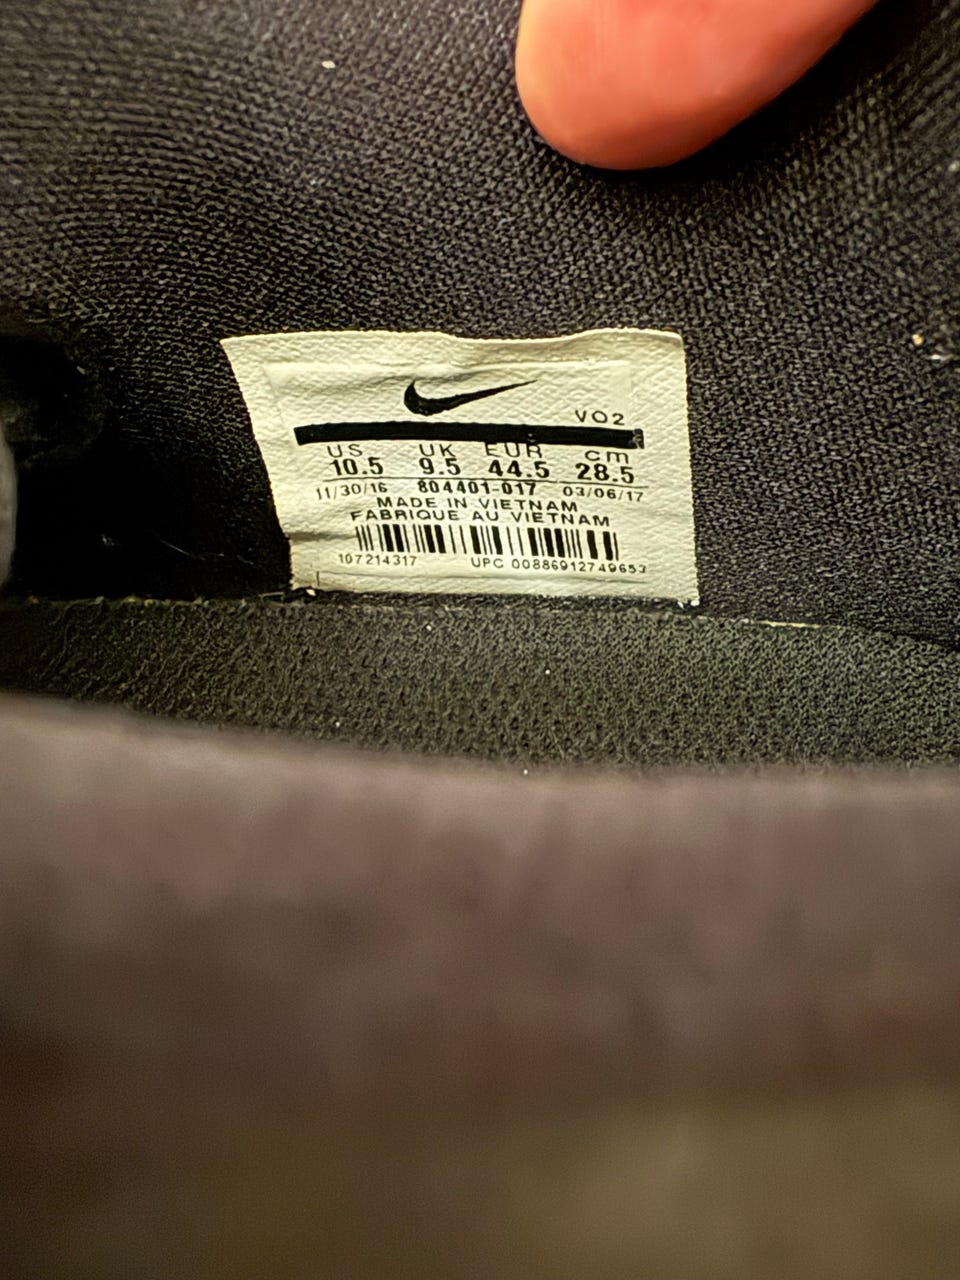 VO2
US UK EUR cm
10.5 9.5 44.5 28.5
11/30/16 804401-017 03/06/17
MADE IN VIETNAM
FABRIQUE AU VIETNAM
107214317 UPC 00886912749653